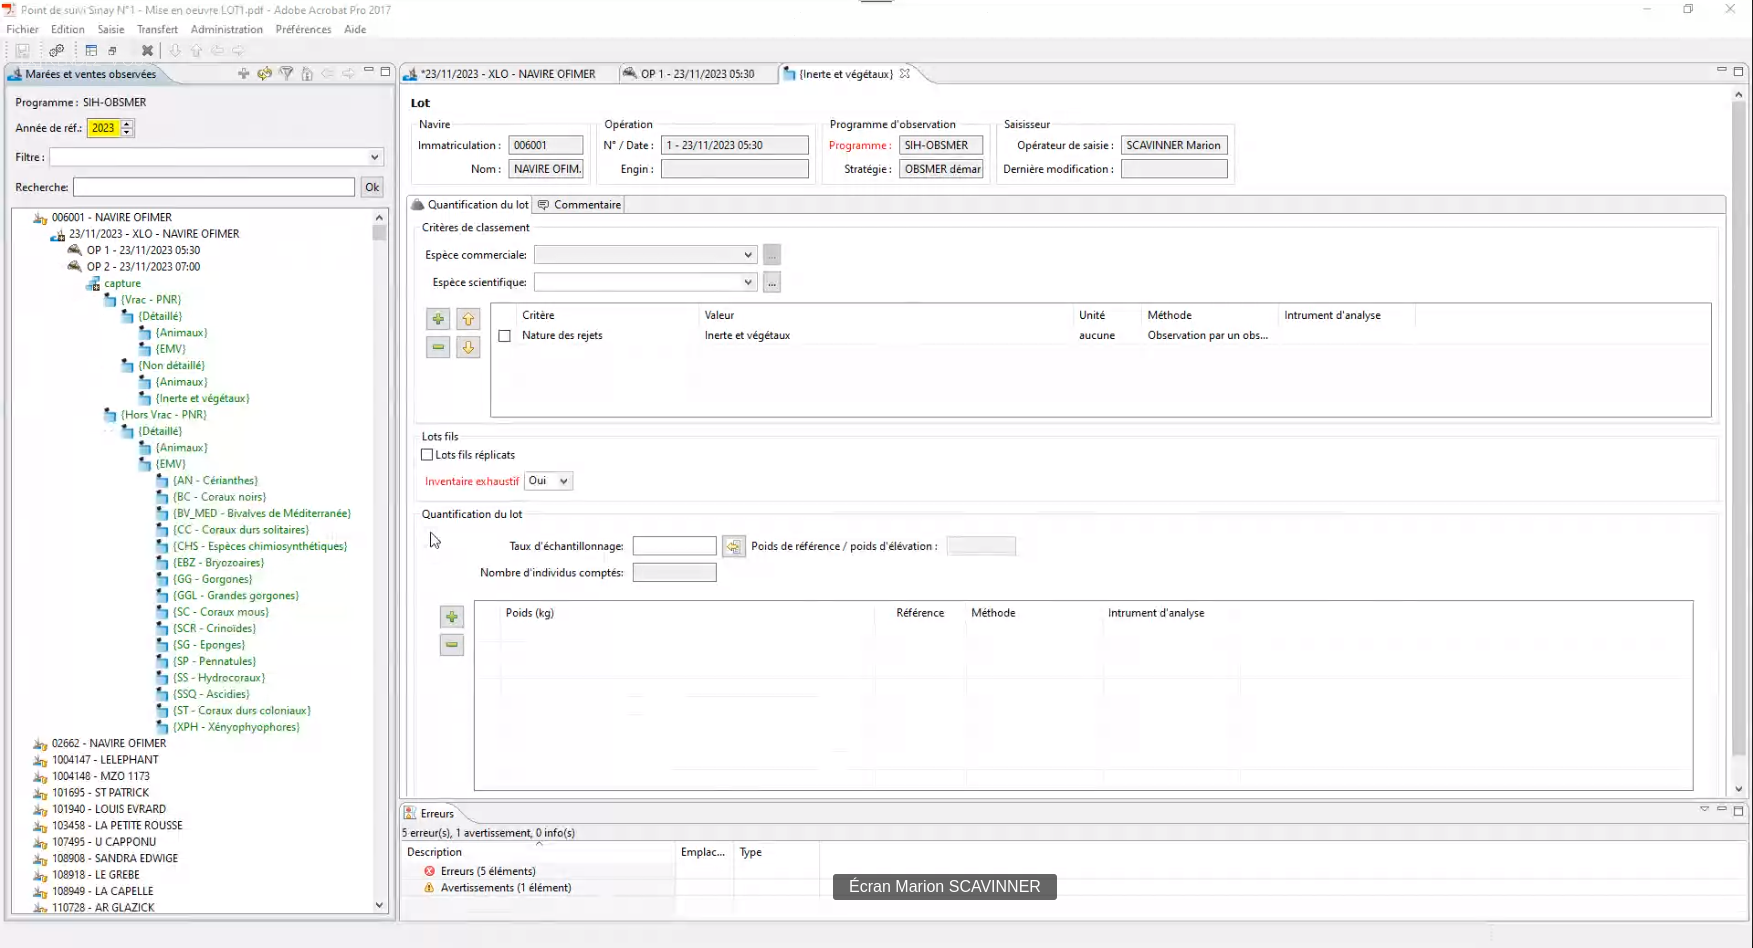 Point de suivi Sinay N°1 - Mise en oeuvre LOT1.pdf - Adobe Acrobat Pro 2017
Fichier Edition Saisie Transfert Administration Préférences Aide
Marées et ventes observées
Programme : SIH-OBSMER
Année de réf.: 2023
Filtre :
Recherche: Ok
006001 - NAVIRE OFIMER
23/11/2023 - XLO - NAVIRE OFIMER
OP 1 - 23/11/2023 05:30
OP 2 - 23/11/2023 07:00
capture
{Vrac - PNR}
{Détaillé}
{Animaux}
{EMV}
{Non détaillé}
{Animaux}
{Inerte et végétaux}
{Hors Vrac - PNR}
{Détaillé}
{Animaux}
{EMV}
{AN - Cérianthes}
{BC - Coraux noirs}
{BV_MED - Bivalves de Méditerranée}
{CC - Coraux durs solitaires}
{CHS - Espèces chimiosynthétiques}
{EBZ - Bryozoaires}
{GG - Gorgones}
{GGL - Grandes gorgones}
{SC - Coraux mous}
{SCR - Crinoïdes}
{SG - Eponges}
{SP - Pennatules}
{SS - Hydrocoraux}
{SSQ - Ascidies}
{ST - Coraux durs coloniaux}
{XPH - Xényophyophores}
02662 - NAVIRE OFIMER
1004147 - LELEPHANT
1004148 - MZO 1173
101695 - ST PATRICK
101940 - LOUIS EVRARD
103458 - LA PETITE ROUSSE
107495 - U CAPPONU
108908 - SANDRA EDWIGE
108918 - LE GREBE
108949 - LA CAPELLE
110728 - AR GLAZICK
*23/11/2023 - XLO - NAVIRE OFIMER
OP 1 - 23/11/2023 05:30
{Inerte et végétaux}
Lot
Navire
Immatriculation : 006001
Nom : NAVIRE OFIM.
Opération
N° / Date : 1 - 23/11/2023 05:30
Engin :
Programme d'observation
Programme : SIH-OBSMER
Stratégie : OBSMER démar
Saisisseur
Opérateur de saisie : SCAVINNER Marion
Dernière modification :
Quantification du lot Commentaire
Critères de classement
Espèce commerciale: ...
Espèce scientifique: ...
Critère Valeur Unité Méthode Intrument d'analyse
Nature des rejets Inerte et végétaux aucune Observation par un obs...
Lots fils
Lots fils réplicats
Inventaire exhaustif Oui
Quantification du lot
Taux d'échantillonnage: Poids de référence / poids d'élévation :
Nombre d'individus comptés:
Poids (kg) Référence Méthode Intrument d'analyse
Erreurs
5 erreur(s), 1 avertissement, 0 info(s)
Description Emplac... Type
Erreurs (5 éléments)
Avertissements (1 élément)
Écran Marion SCAVINNER